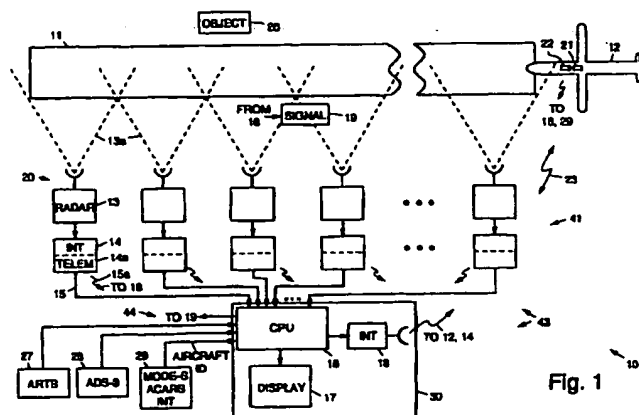 OBJECT
26
11
22
21
12
TO
18, 29
FROM
16
SIGNAL
19
13a
20
23
RADAR
13
41
INT
14
TELEM
14a
15a
15
TO 16
44
TO 19
CPU
16
INT
18
TO 12, 14
43
27
28
29
AIRCRAFT
ID
ARTS
ADS-B
MODE-S
ACARS
INT
DISPLAY
17
30
10
Fig. 1